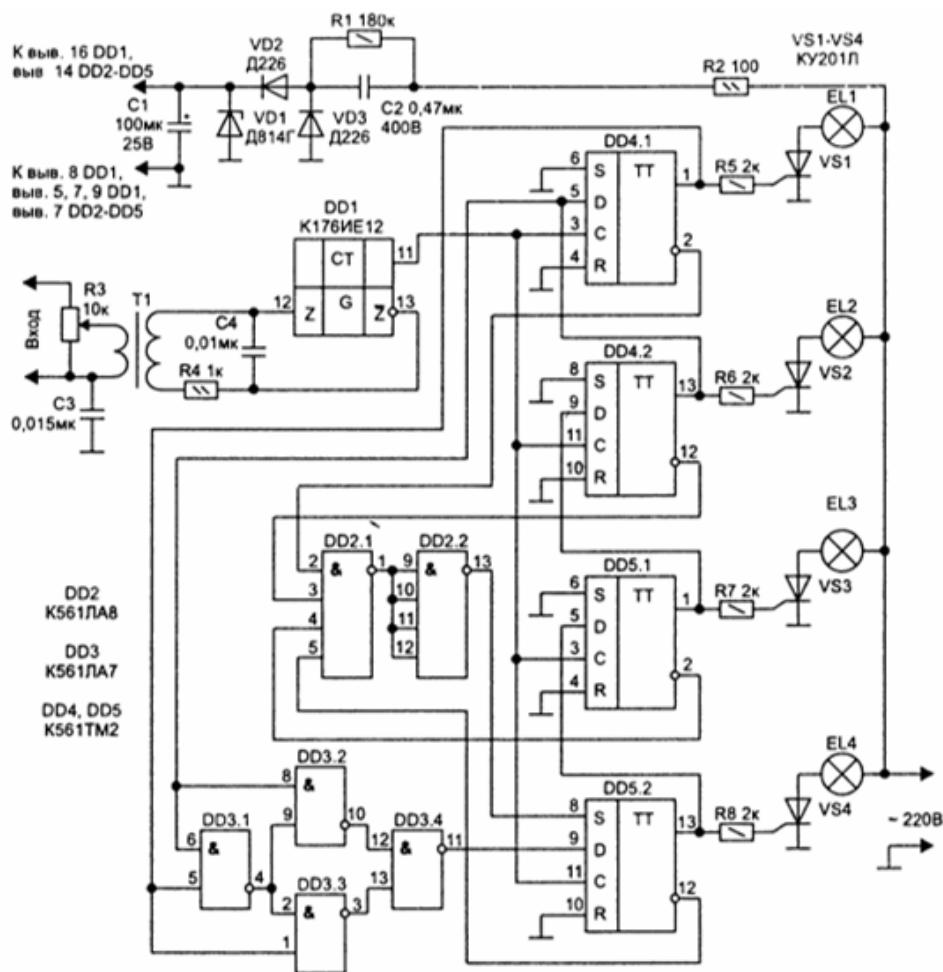 R1 180к
К выв. 16 DD1,
выв 14 DD2-DD5
VD2
Д226
VS1-VS4
КУ201Л
R2 100
C1
100мк
25В
+
VD1
Д814Г
VD3
Д226
C2 0,47мк
400В
EL1
VS1
К выв. 8 DD1,
выв. 5, 7, 9 DD1,
выв. 7 DD2-DD5
DD4.1
6 S TT 1
5 D
3 C 2
4 R
R5 2к
DD1
К176ИЕ12
CT 11
12 Z G Z 13
Вход
R3
10к
T1
C4
0,01мк
R4 1к
C3
0,015мк
EL2
VS2
DD4.2
8 S TT 13
9 D
11 C 12
10 R
R6 2к
DD2.1
2 & 1
3
4
5
DD2.2
9 & 13
10
11
12
EL3
VS3
DD5.1
6 S TT 1
5 D
3 C 2
4 R
R7 2к
DD2
К561ЛА8
DD3
К561ЛА7
DD4, DD5
К561ТМ2
DD3.1
6 & 4
5
DD3.2
8 & 10
9
DD3.3
2 & 3
1
DD3.4
12 & 11
13
EL4
VS4
DD5.2
8 S TT 13
9 D
11 C 12
10 R
R8 2к
~ 220В